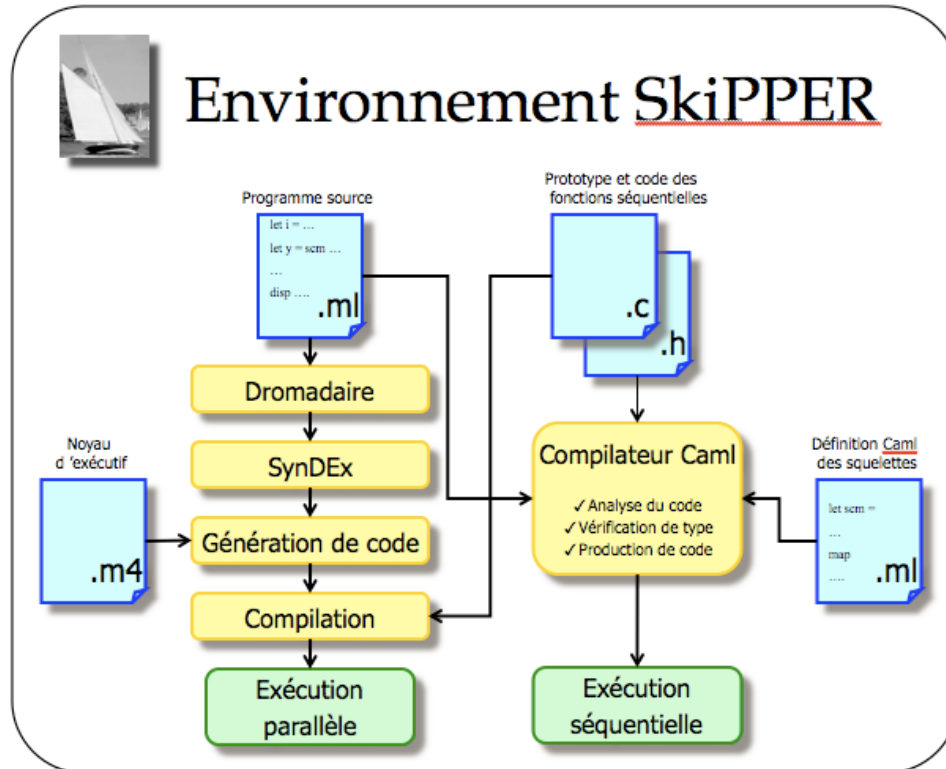 Environnement SkiPPER
Programme source
let i = ...
let y = scm ...
...
disp ....
.ml
Prototype et code des
fonctions séquentielles
.c
.h
Dromadaire
SynDEx
Génération de code
Compilation
Exécution
parallèle
Noyau
d 'exécutif
.m4
Compilateur Caml
✓ Analyse du code
✓ Vérification de type
✓ Production de code
Exécution
séquentielle
Définition Caml
des squelettes
let scm =
...
map
....
.ml